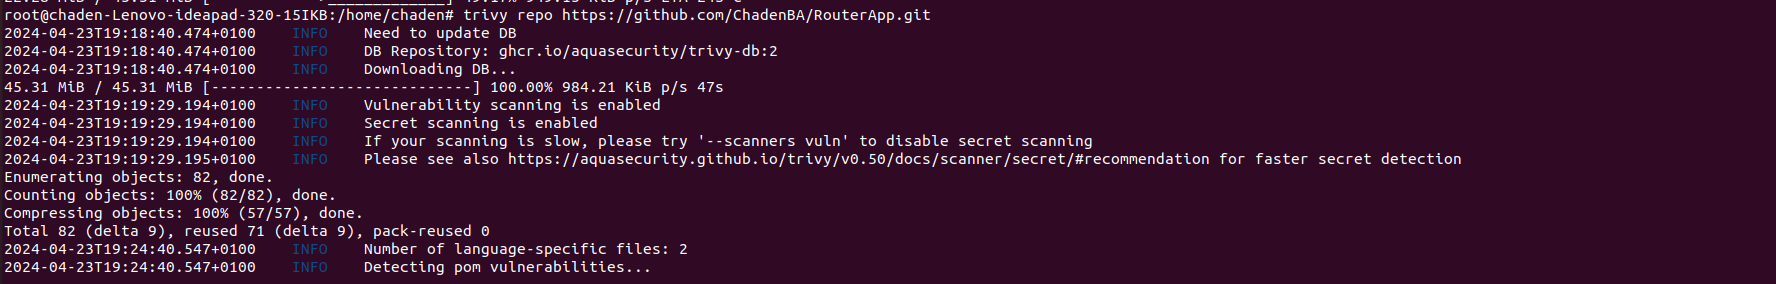 root@chaden-Lenovo-ideapad-320-15IKB:/home/chaden# trivy repo https://github.com/ChadenBA/RouterApp.git
2024-04-23T19:18:40.474+0100 INFO Need to update DB
2024-04-23T19:18:40.474+0100 INFO DB Repository: ghcr.io/aquasecurity/trivy-db:2
2024-04-23T19:18:40.474+0100 INFO Downloading DB...
45.31 MiB / 45.31 MiB [-----------------------------] 100.00% 984.21 KiB p/s 47s
2024-04-23T19:19:29.194+0100 INFO Vulnerability scanning is enabled
2024-04-23T19:19:29.194+0100 INFO Secret scanning is enabled
2024-04-23T19:19:29.194+0100 INFO If your scanning is slow, please try '--scanners vuln' to disable secret scanning
2024-04-23T19:19:29.195+0100 INFO Please see also https://aquasecurity.github.io/trivy/v0.50/docs/scanner/secret/#recommendation for faster secret detection
Enumerating objects: 82, done.
Counting objects: 100% (82/82), done.
Compressing objects: 100% (57/57), done.
Total 82 (delta 9), reused 71 (delta 9), pack-reused 0
2024-04-23T19:24:40.547+0100 INFO Number of language-specific files: 2
2024-04-23T19:24:40.547+0100 INFO Detecting pom vulnerabilities...